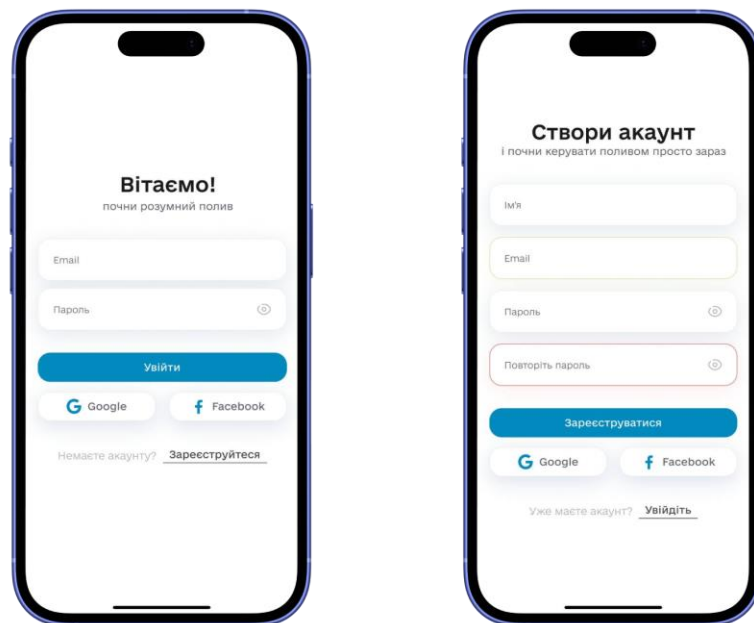 Вітаємо!
почни розумний полив
Email
Пароль
Увійти
Google
Facebook
Немаєте акаунту? Зареєструйтеся
Створи акаунт
і почни керувати поливом просто зараз
Ім'я
Email
Пароль
Повторіть пароль
Зареєструватися
Google
Facebook
Уже маєте акаунт? Увійдіть